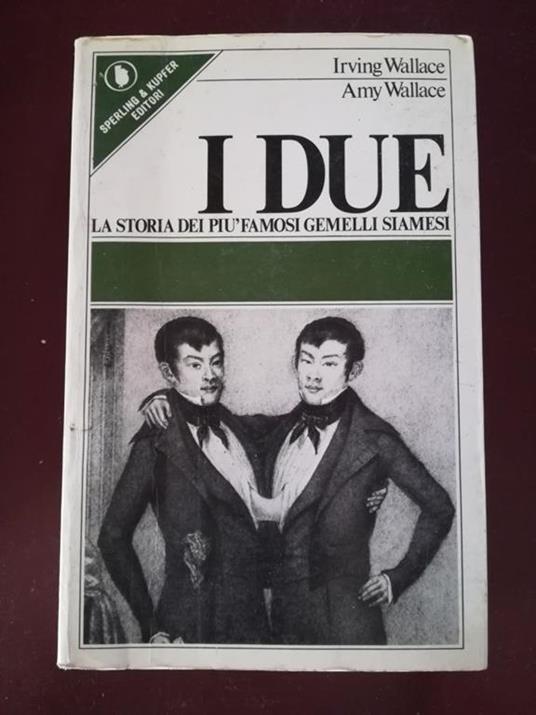 SPERLING & KUPFER
EDITORI
Irving Wallace
Amy Wallace
I DUE
LA STORIA DEI PIU' FAMOSI GEMELLI SIAMESI